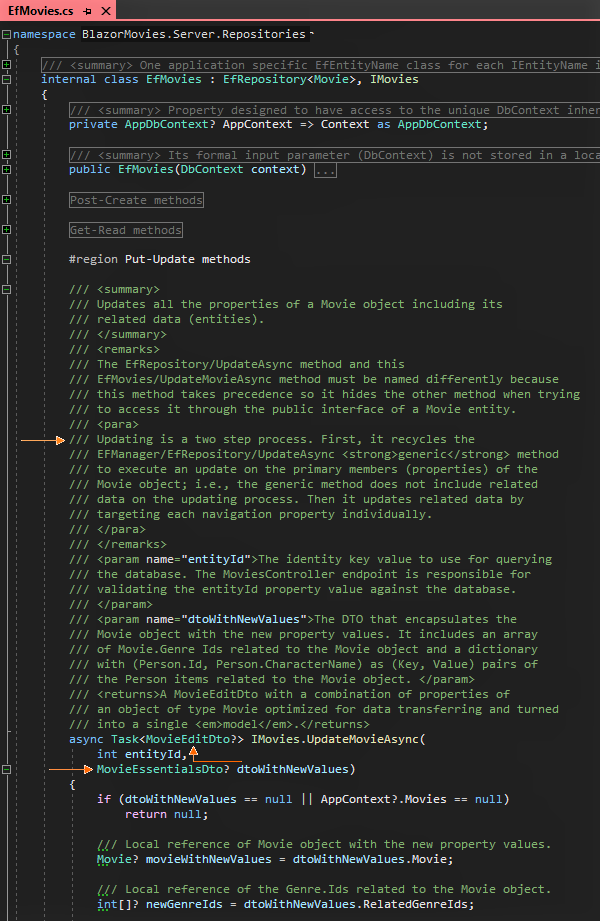 EfMovies.cs
namespace BlazorMovies.Server.Repositories
{
/// <summary> One application specific EfEntityName class for each IEntityName i
internal class EfMovies : EfRepository<Movie>, IMovies
{
/// <summary> Property designed to have access to the unique DbContext inher
private AppDbContext? AppContext => Context as AppDbContext;
/// <summary> Its formal input parameter (DbContext) is not stored in a loca
public EfMovies(DbContext context) ...
Post-Create methods
Get-Read methods
#region Put-Update methods
/// <summary>
/// Updates all the properties of a Movie object including its
/// related data (entities).
/// </summary>
/// <remarks>
/// The EfRepository/UpdateAsync method and this
/// EfMovies/UpdateMovieAsync method must be named differently because
/// this method takes precedence so it hides the other method when trying
/// to access it through the public interface of a Movie entity.
/// <para>
/// Updating is a two step process. First, it recycles the
/// EFManager/EfRepository/UpdateAsync <strong>generic</strong> method
/// to execute an update on the primary members (properties) of the
/// Movie object; i.e., the generic method does not include related
/// data on the updating process. Then it updates related data by
/// targeting each navigation property individually.
/// </para>
/// </remarks>
/// <param name="entityId">The identity key value to use for querying
/// the database. The MoviesController endpoint is responsible for
/// validating the entityId property value against the database.
/// </param>
/// <param name="dtoWithNewValues">The DTO that encapsulates the
/// Movie object with the new property values. It includes an array
/// of Movie.Genre Ids related to the Movie object and a dictionary
/// with (Person.Id, Person.CharacterName) as (Key, Value) pairs of
/// the Person items related to the Movie object. </param>
/// <returns>A MovieEditDto with a combination of properties of
/// an object of type Movie optimized for data transferring and turned
/// into a single <em>model</em>.</returns>
async Task<MovieEditDto?> IMovies.UpdateMovieAsync(
int entityId,
MovieEssentialsDto? dtoWithNewValues)
{
if (dtoWithNewValues == null || AppContext?.Movies == null)
return null;
/// Local reference of Movie object with the new property values.
Movie? movieWithNewValues = dtoWithNewValues.Movie;
/// Local reference of the Genre.Ids related to the Movie object.
int[]? newGenreIds = dtoWithNewValues.RelatedGenreIds;